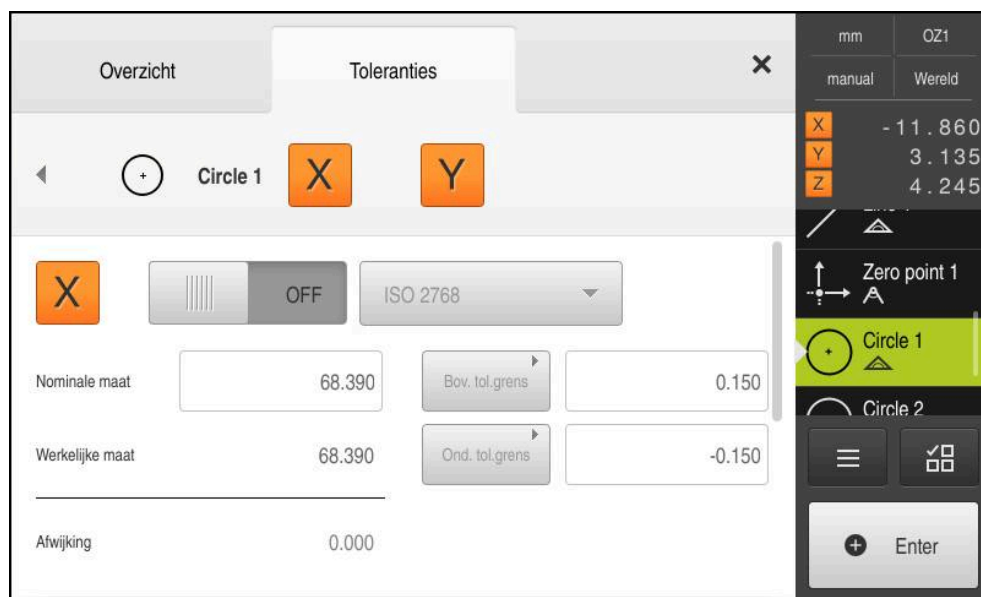 Overzicht
Toleranties
×
Circle 1
X
Y
X
OFF
ISO 2768
Nominale maat
68.390
Bov. tol.grens
0.150
Werkelijke maat
68.390
Ond. tol.grens
-0.150
Afwijking
0.000
mm
OZ1
manual
Wereld
X
-11.860
Y
3.135
Z
4.245
Zero point 1
Circle 1
Circle 2
Enter